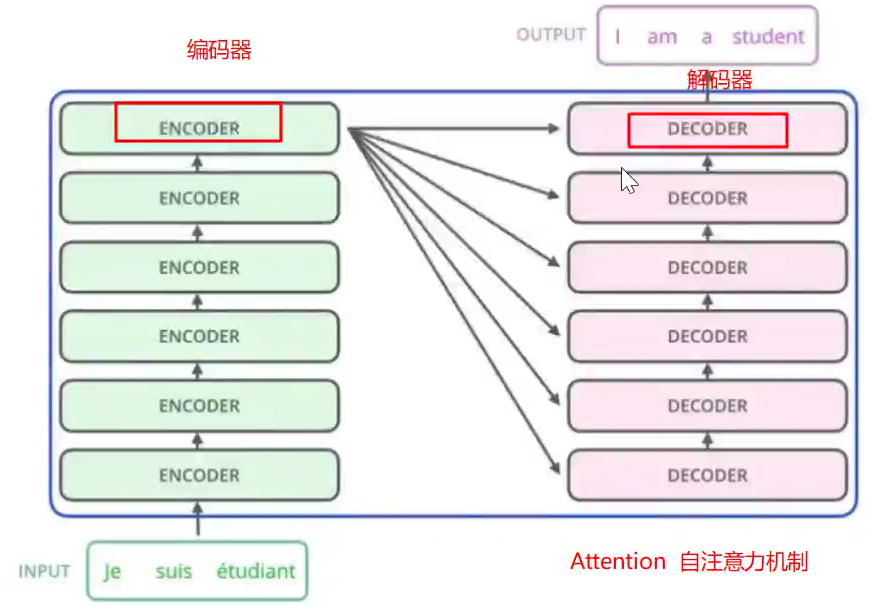 编码器
OUTPUT
I am a student
解码器
ENCODER
ENCODER
ENCODER
ENCODER
ENCODER
ENCODER
DECODER
DECODER
DECODER
DECODER
DECODER
DECODER
INPUT
Je suis étudiant
Attention 自注意力机制